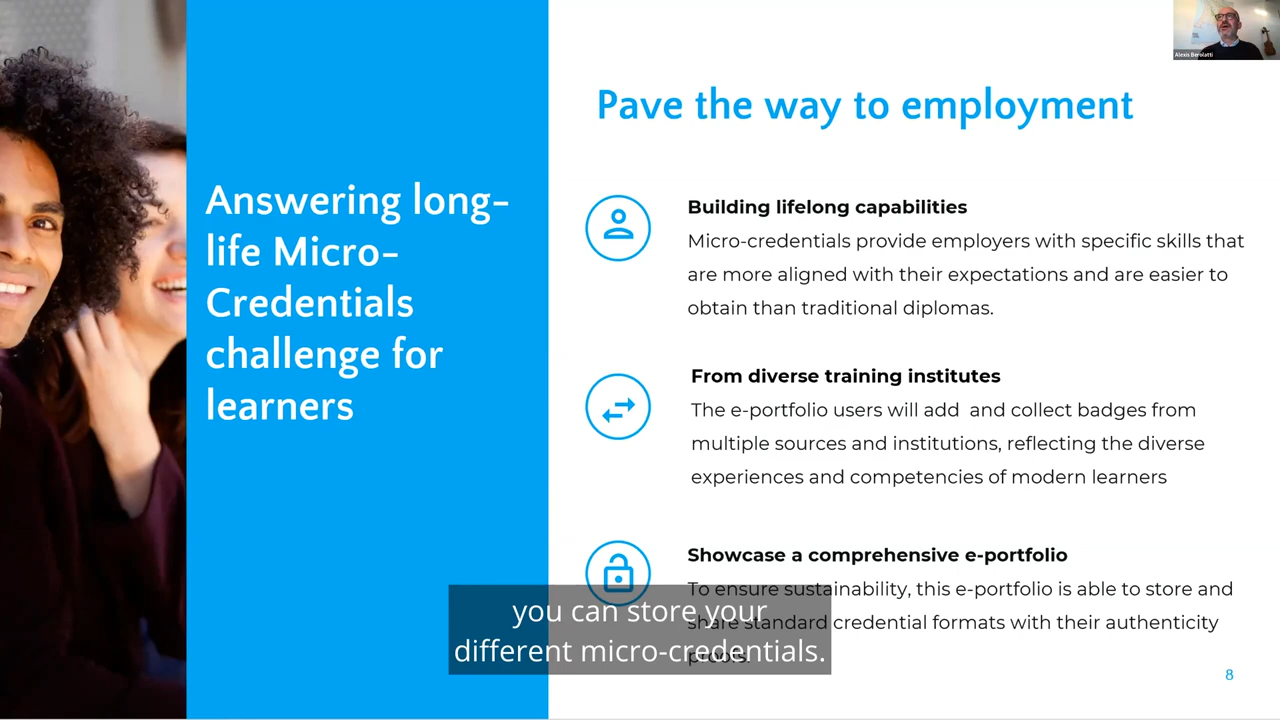 Alexis Berolatti
Pave the way to employment
Answering long-
life Micro-
Credentials
challenge for
learners
Building lifelong capabilities
Micro-credentials provide employers with specific skills that
are more aligned with their expectations and are easier to
obtain than traditional diplomas.
From diverse training institutes
The e-portfolio users will add and collect badges from
multiple sources and institutions, reflecting the diverse
experiences and competencies of modern learners
Showcase a comprehensive e-portfolio
To ensure sustainability, this e-portfolio is able to store and
share standard credential formats with their authenticity
proofs.
you can store your
different micro-credentials.
8